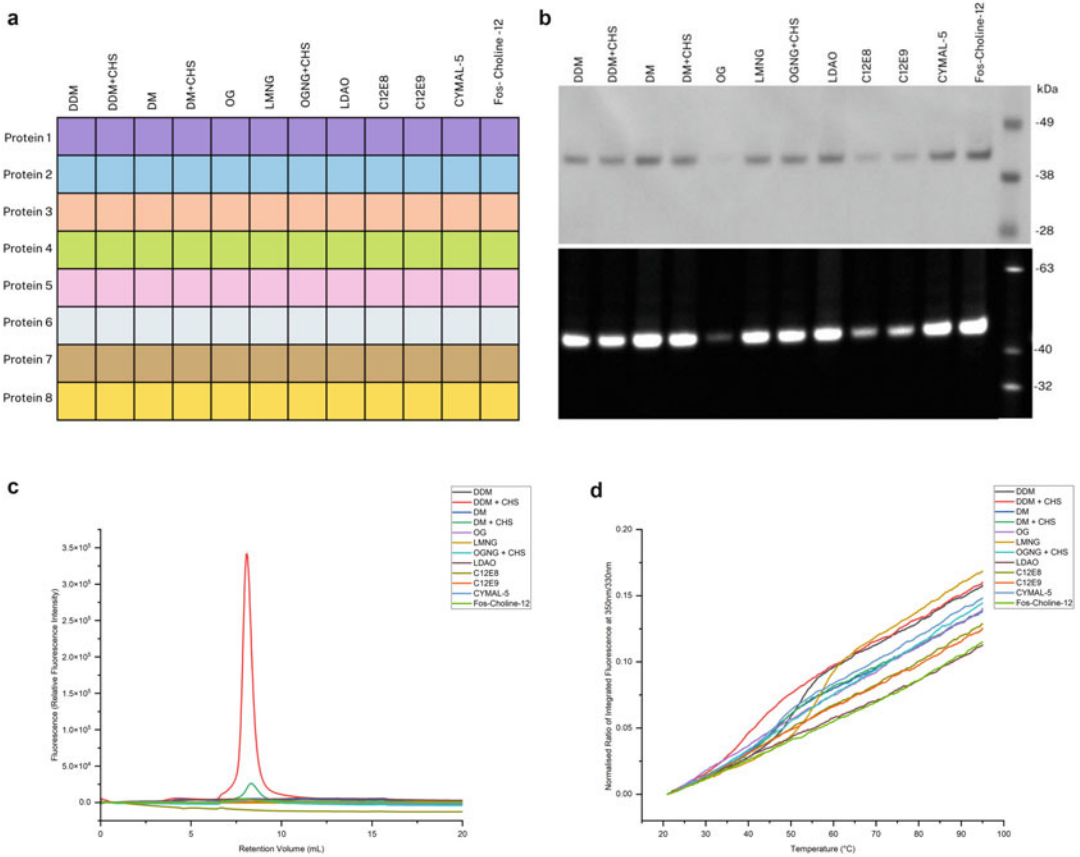 a
DDM
DDM+CHS
DM
DM+CHS
OG
LMNG
OGNG+CHS
LDAO
C12E8
C12E9
CYMAL-5
Fos- Choline -12
Protein 1
Protein 2
Protein 3
Protein 4
Protein 5
Protein 6
Protein 7
Protein 8
b
DDM
DDM+CHS
DM
DM+CHS
OG
LMNG
OGNG+CHS
LDAO
C12E8
C12E9
CYMAL-5
Fos-Choline-12
kDa
-49
-38
-28
-63
-40
-32
c
DDM
DDM + CHS
DM
DM + CHS
OG
LMNG
OGNG + CHS
LDAO
C12E8
C12E9
CYMAL-5
Fos-Choline-12
Fluorescence (Relative Fluorescence Intensity)
3.5×10⁵
3.0×10⁵
2.5×10⁵
2.0×10⁵
1.5×10⁵
1.0×10⁵
5.0×10⁴
0.0
0 5 10 15 20
Retention Volume (mL)
d
DDM
DDM + CHS
DM
DM + CHS
OG
LMNG
OGNG + CHS
LDAO
C12E8
C12E9
CYMAL-5
Fos-Choline-12
Normalised Ratio of Integrated Fluorescence at 350nm/330nm
0.20
0.15
0.10
0.05
0.00
20 30 40 50 60 70 80 90 100
Temperature (°C)